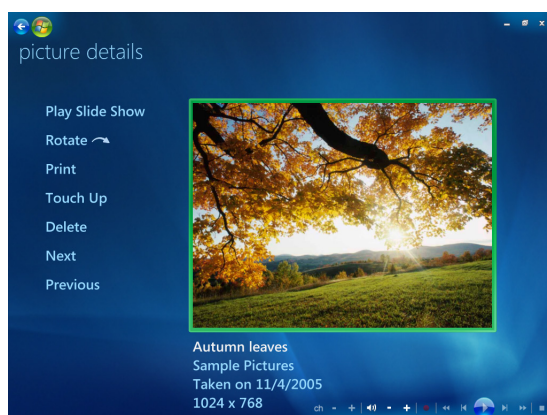 picture details
Play Slide Show
Rotate
Print
Touch Up
Delete
Next
Previous
Autumn leaves
Sample Pictures
Taken on 11/4/2005
1024 x 768
ch - +
- +